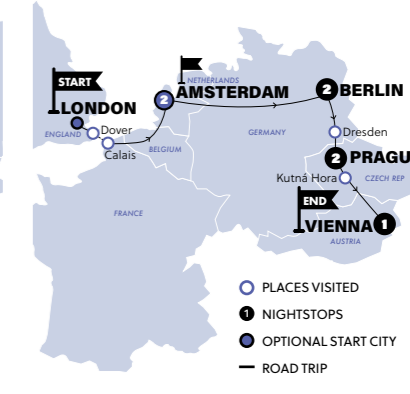 START
LONDON
ENGLAND
Dover
Calais
NETHERLANDS
2
AMSTERDAM
BELGIUM
2
BERLIN
GERMANY
Dresden
2
PRAGU
Kutná Hora
CZECH REP
END
VIENNA
1
AUSTRIA
FRANCE
PLACES VISITED
1 NIGHTSTOPS
OPTIONAL START CITY
ROAD TRIP